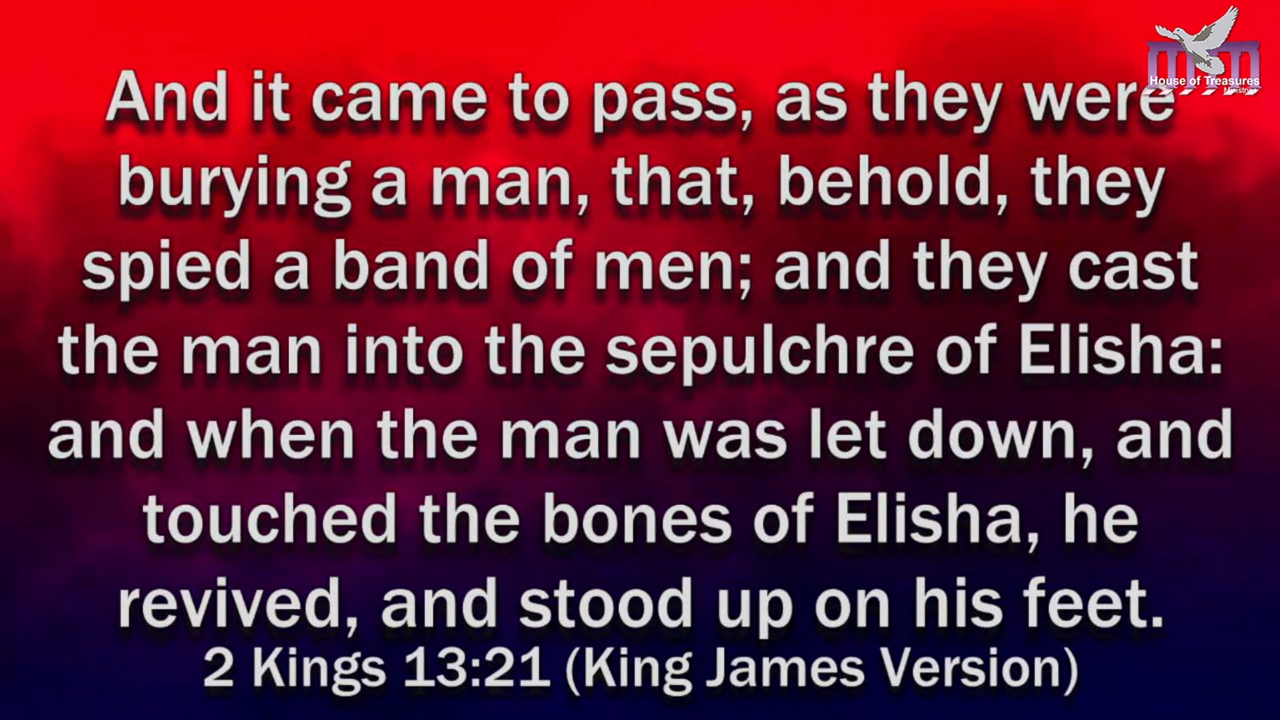 And it came to pass, as they were
burying a man, that, behold, they
spied a band of men; and they cast
the man into the sepulchre of Elisha:
and when the man was let down, and
touched the bones of Elisha, he
revived, and stood up on his feet.
2 Kings 13:21 (King James Version)
House of Treasures
Ministries